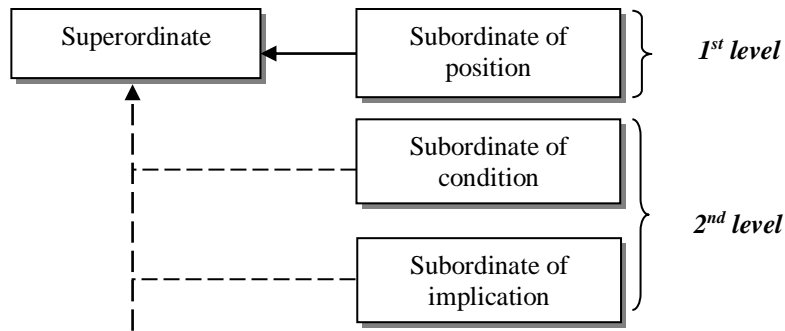 Superordinate
Subordinate of
position
1st level
Subordinate of
condition
2nd level
Subordinate of
implication